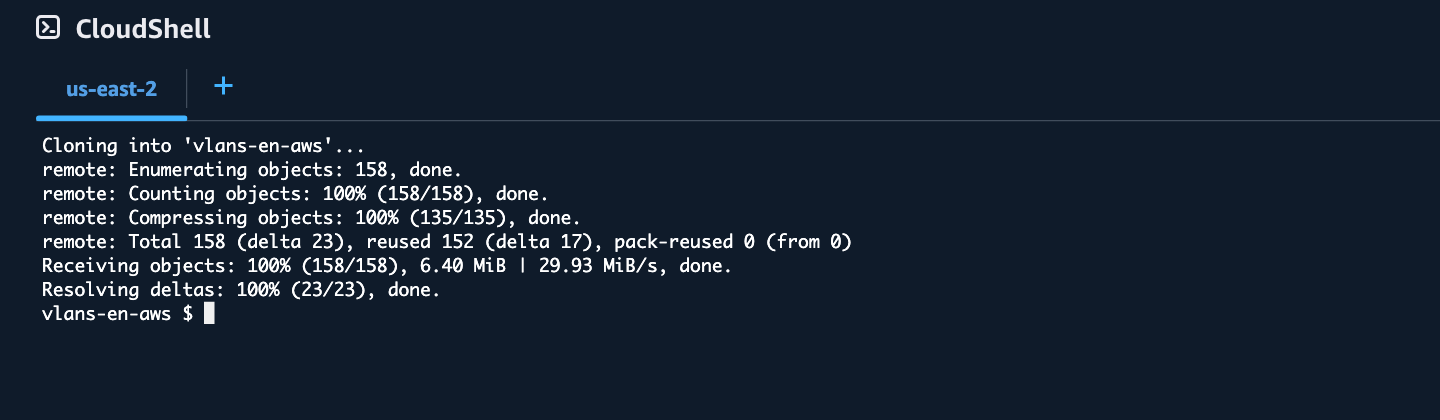 CloudShell
us-east-2 +
Cloning into 'vlans-en-aws'...
remote: Enumerating objects: 158, done.
remote: Counting objects: 100% (158/158), done.
remote: Compressing objects: 100% (135/135), done.
remote: Total 158 (delta 23), reused 152 (delta 17), pack-reused 0 (from 0)
Receiving objects: 100% (158/158), 6.40 MiB | 29.93 MiB/s, done.
Resolving deltas: 100% (23/23), done.
vlans-en-aws $